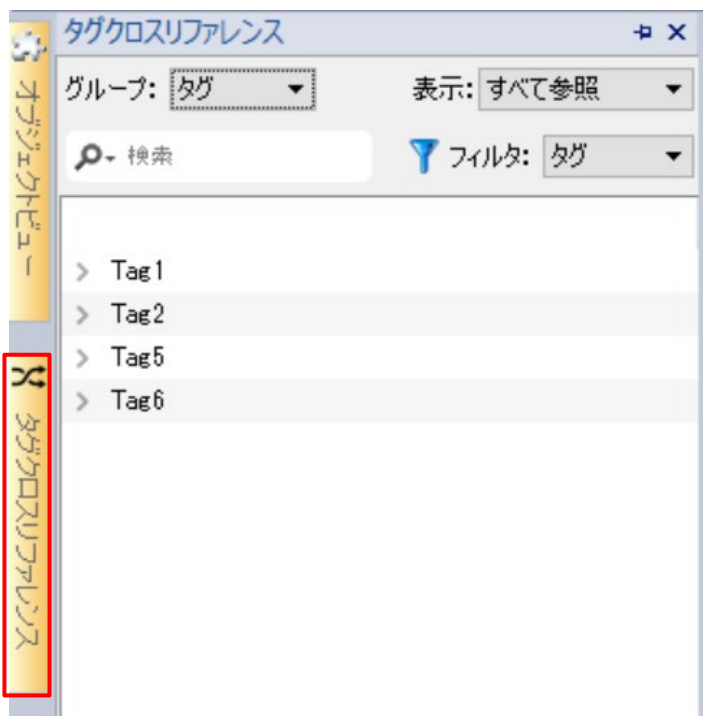 タグクロスリファレンス
グループ: タグ
表示: すべて参照
検索
フィルタ: タグ
Tag1
Tag2
Tag5
Tag6
オブジェクトビュー
タグクロスリファレンス